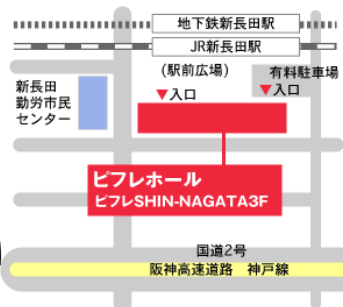 地下鉄新長田駅
JR新長田駅
(駅前広場)
有料駐車場
▼入口
▼入口
新長田
勤労市民
センター
ピフレホール
ピフレSHIN-NAGATA3F
国道2号
阪神高速道路　神戸線